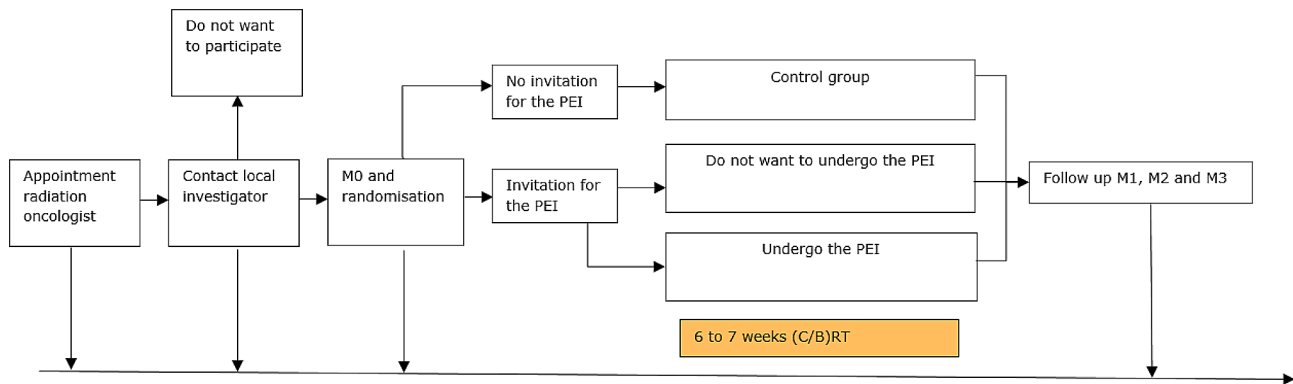 Do not want
to participate
No invitation
for the PEI
Control group
Appointment
radiation
oncologist
Contact local
investigator
M0 and
randomisation
Invitation for
the PEI
Do not want to undergo the PEI
Undergo the PEI
Follow up M1, M2 and M3
6 to 7 weeks (C/B)RT